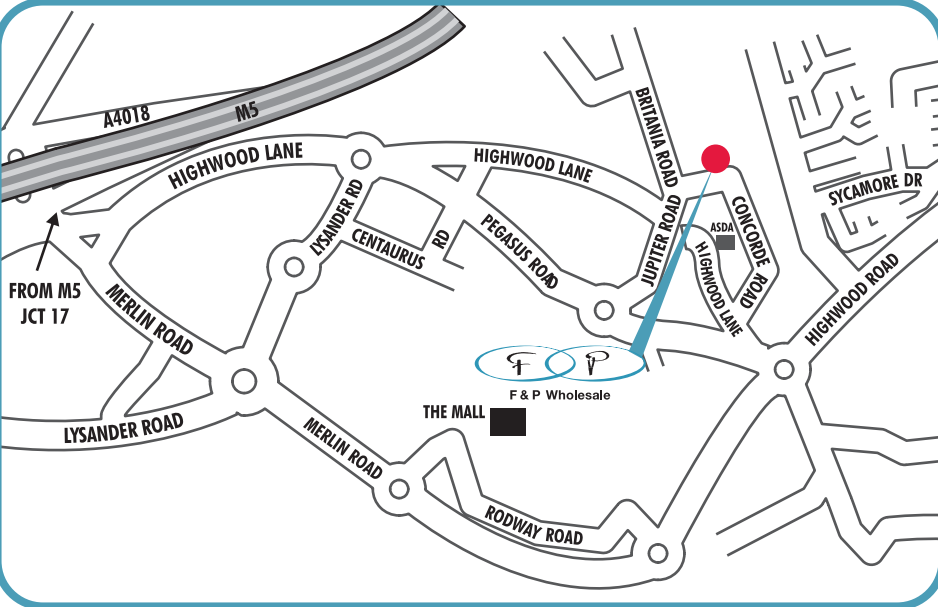 A4018
M5
HIGHWOOD LANE
HIGHWOOD LANE
BRITANIA ROAD
SYCAMORE DR
LYSANDER RD
CENTAURUS
RD
PEGASUS ROAD
JUPITER ROAD
ASDA
CONCORDE
ROAD
HIGHWOOD LANE
HIGHWOOD ROAD
FROM M5
JCT 17
MERLIN ROAD
F P
F & P Wholesale
THE MALL
LYSANDER ROAD
MERLIN ROAD
RODWAY ROAD